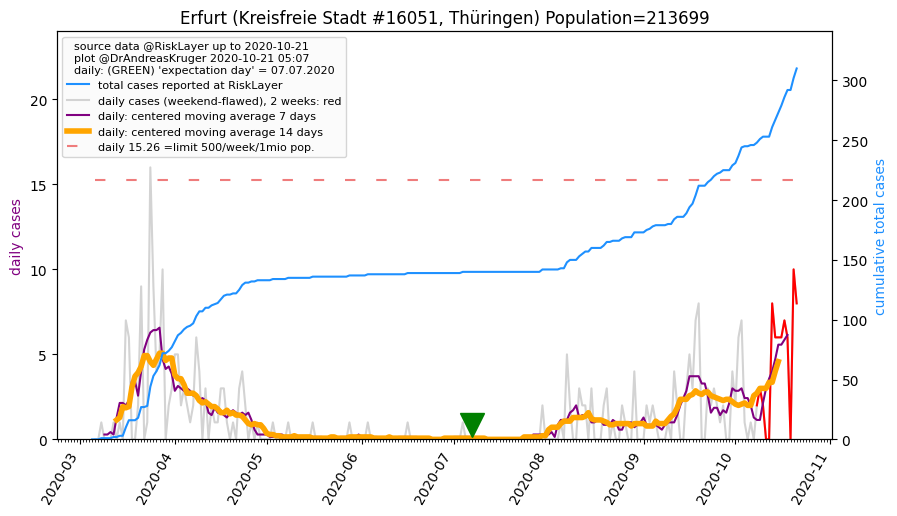 Erfurt (Kreisfreie Stadt #16051, Thüringen) Population=213699
source data @RiskLayer up to 2020-10-21
plot @DrAndreasKruger 2020-10-21 05:07
daily: (GREEN) 'expectation day' = 07.07.2020
total cases reported at RiskLayer
daily cases (weekend-flawed), 2 weeks: red
daily: centered moving average 7 days
daily: centered moving average 14 days
daily 15.26 =limit 500/week/1mio pop.
daily cases
20
15
10
5
0
cumulative total cases
300
250
200
150
100
50
0
2020-03
2020-04
2020-05
2020-06
2020-07
2020-08
2020-09
2020-10
2020-11